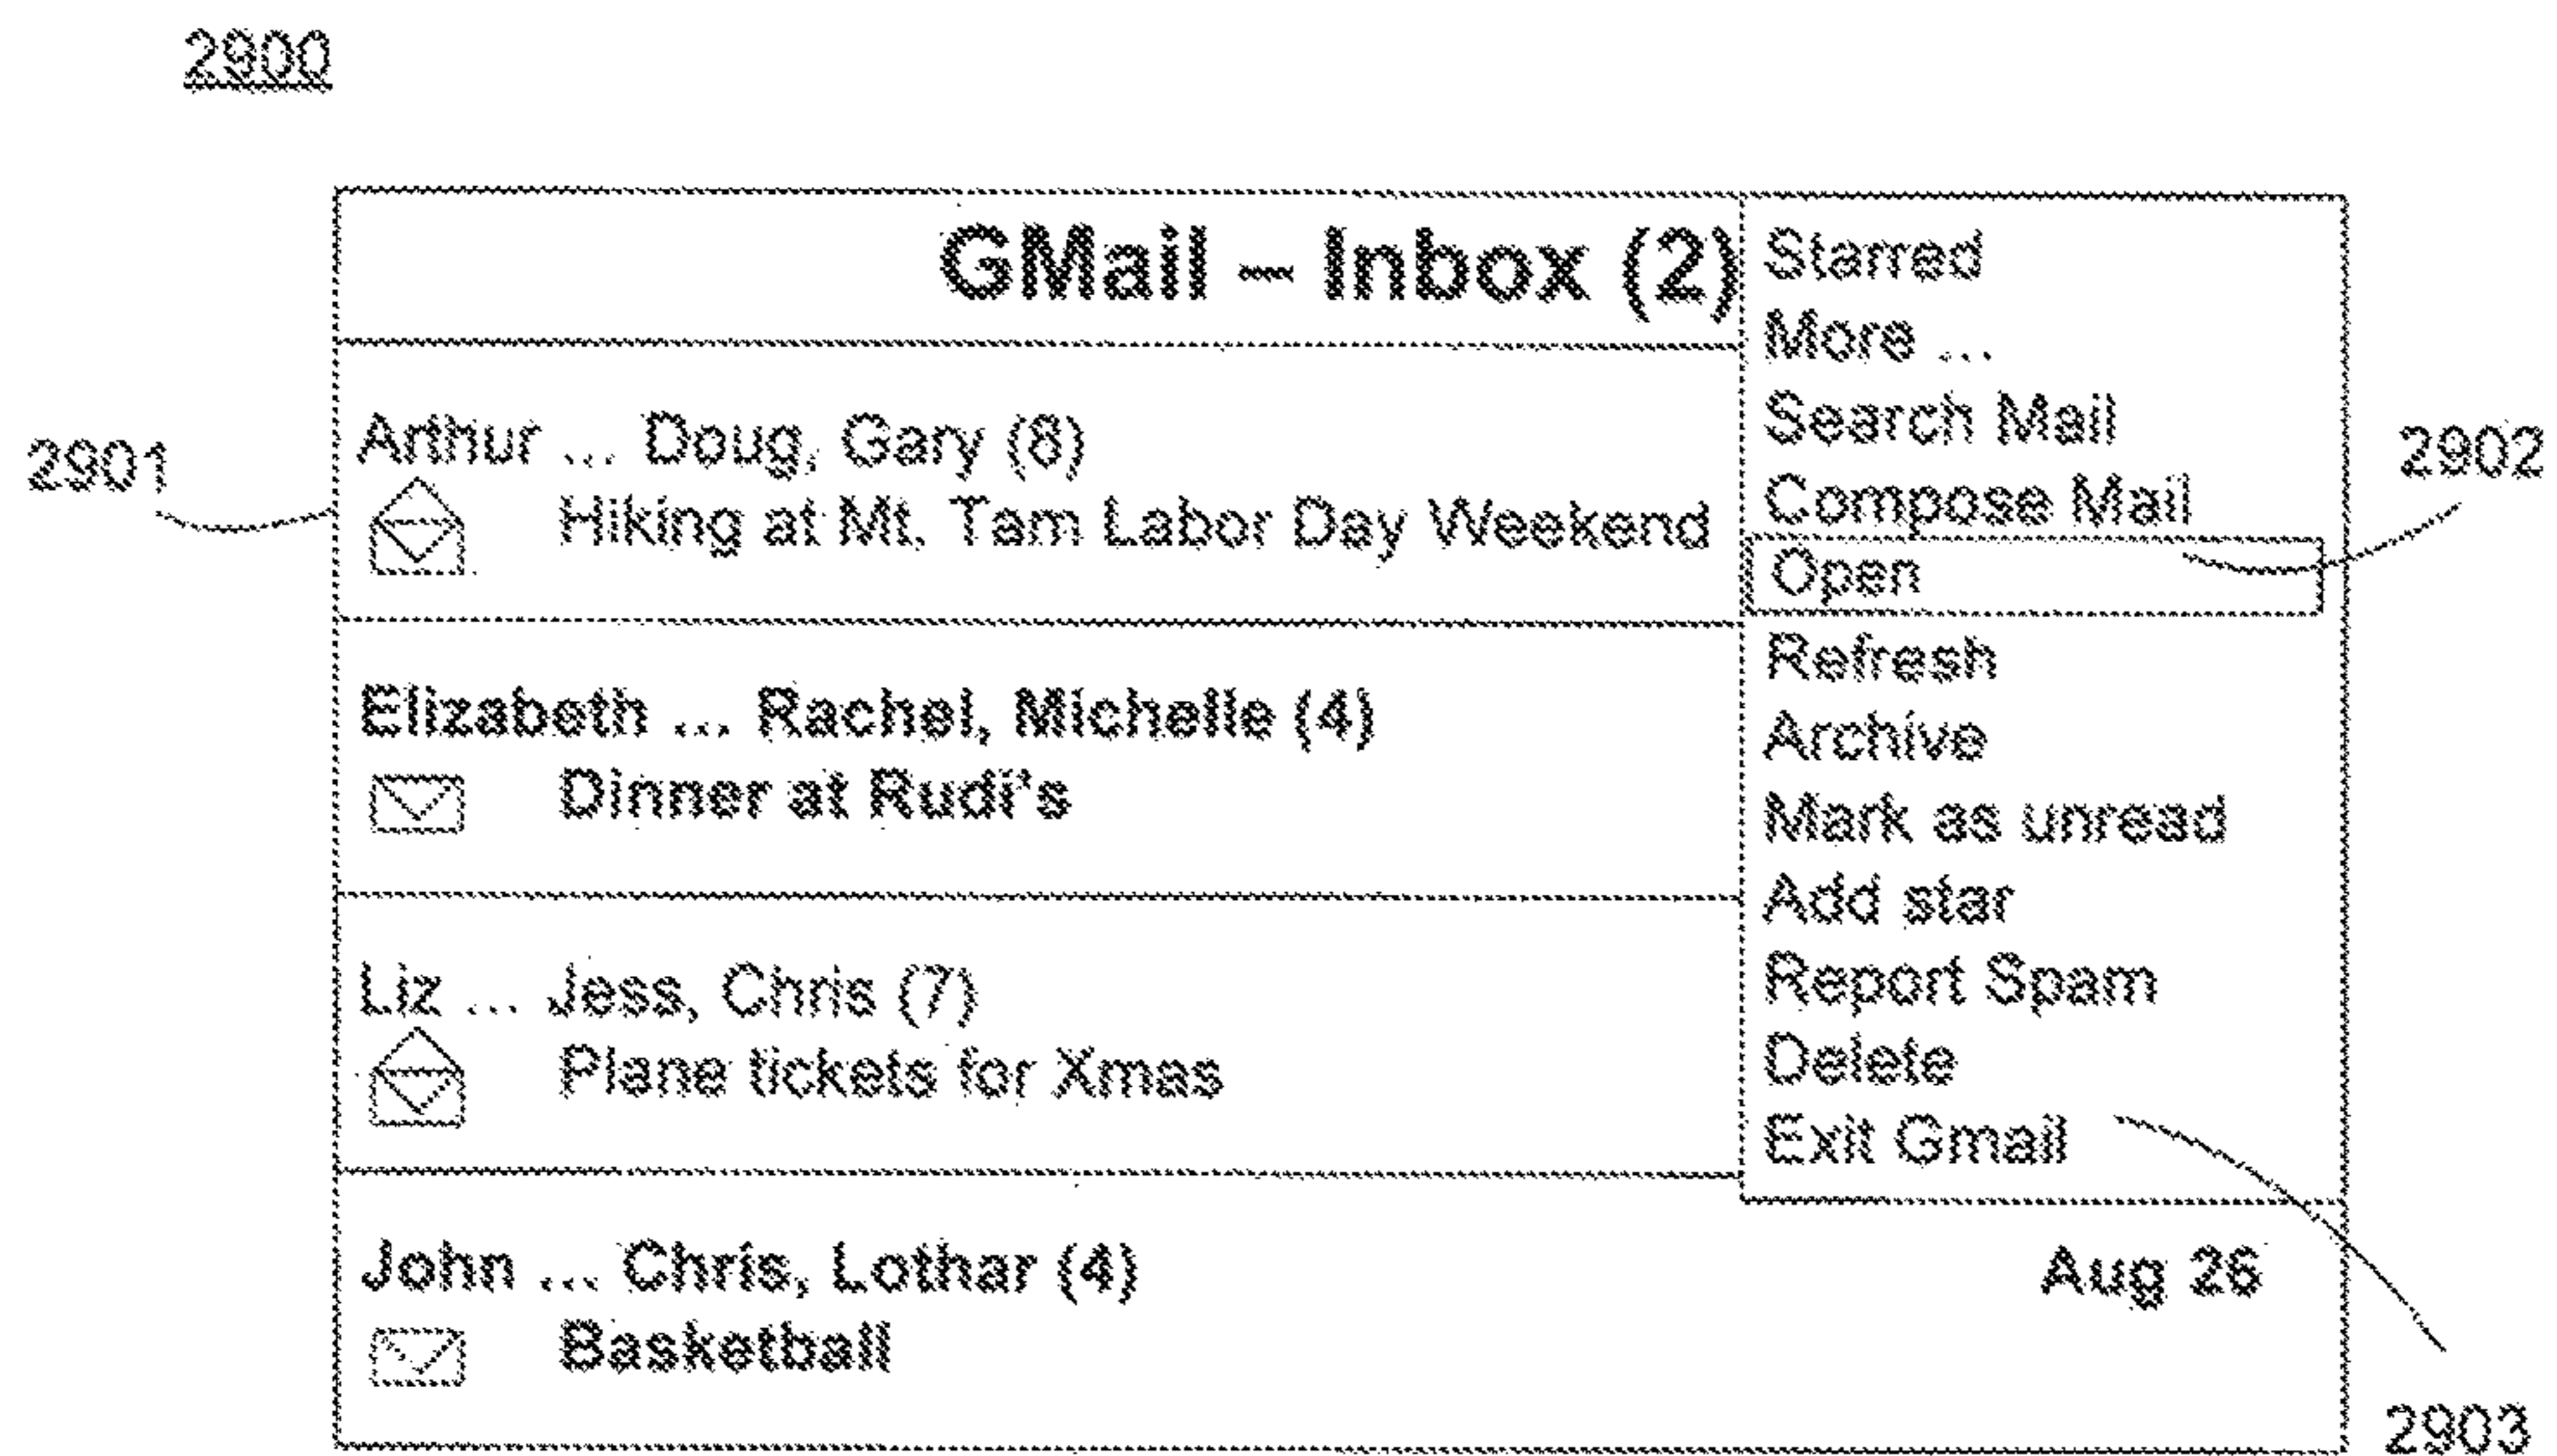 2900
GMail – Inbox (2)
2901
Arthur ... Doug, Gary (8)
Hiking at Mt. Tam Labor Day Weekend
Elizabeth ... Rachel, Michelle (4)
Dinner at Rudi's
Liz ... Jess, Chris (7)
Plane tickets for Xmas
John ... Chris, Lothar (4)
Aug 26
Basketball
Starred
More ...
Search Mail
Compose Mail
Open
Refresh
Archive
Mark as unread
Add star
Report Spam
Delete
Exit Gmail
2902
2903